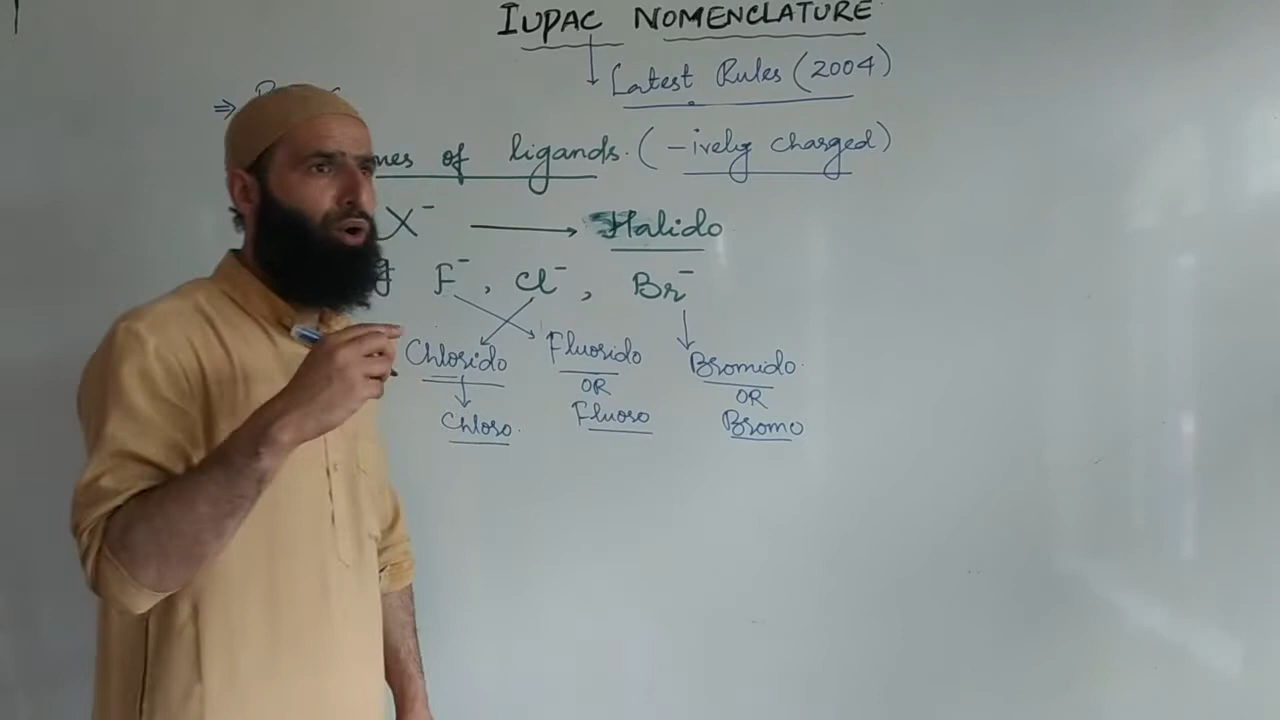 IUPAC NOMENCLATURE
Latest Rules (2004)
⇒
of ligands. (-ively charged)
X⁻ → Halido
F⁻, Cl⁻, Br⁻
Chlorido Fluorido Bromido
OR OR
Chloro. Fluoro Bromo